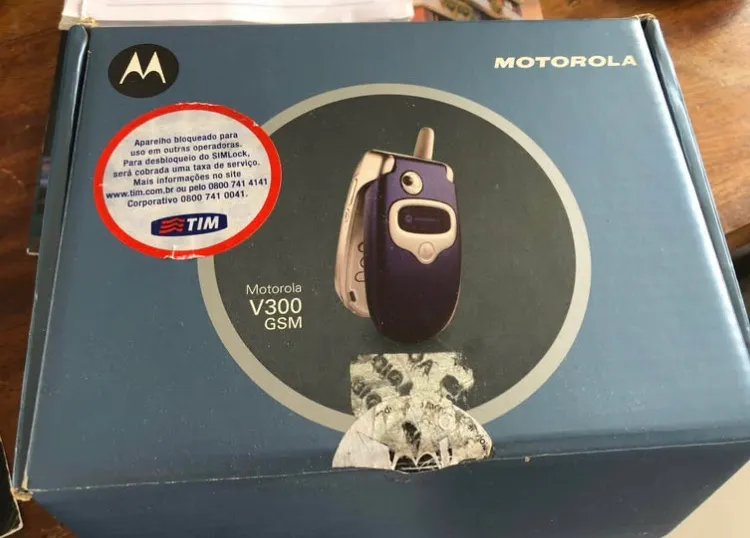 MOTOROLA
Aparelho bloqueado para
uso em outras operadoras.
Para desbloqueio do SIMLock,
será cobrada uma taxa de serviço.
Mais informações no site
www.tim.com.br ou pelo 0800 741 4141
Corporativo 0800 741 0041.
TIM
Motorola
V300
GSM